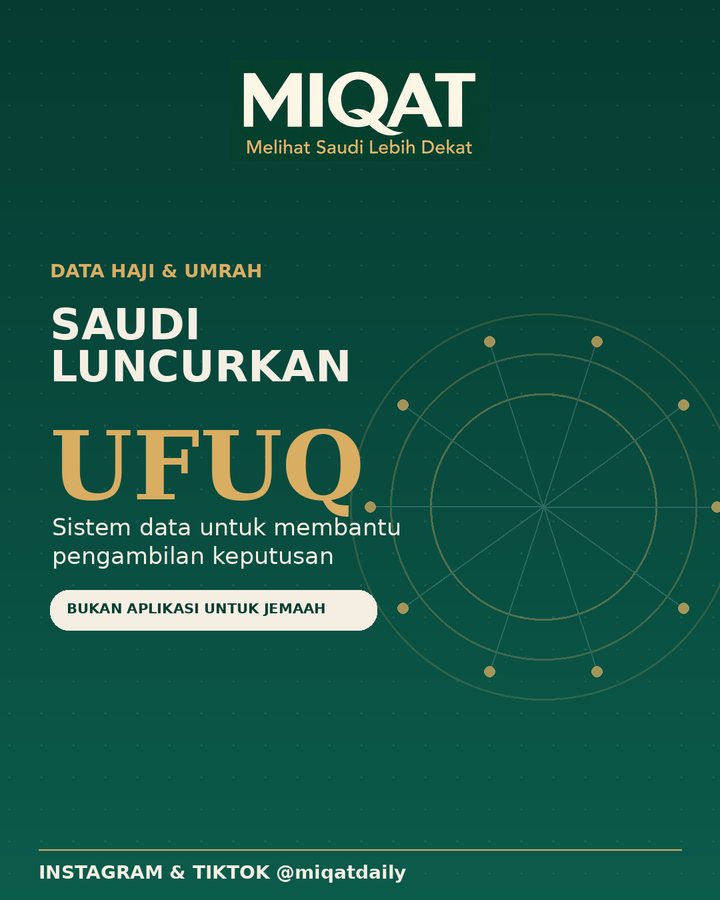 MIQAT
Melihat Saudi Lebih Dekat
DATA HAJI & UMRAH
SAUDI
LUNCURKAN
UFUQ
Sistem data untuk membantu
pengambilan keputusan
BUKAN APLIKASI UNTUK JEMAAH
INSTAGRAM & TIKTOK @miqatdaily